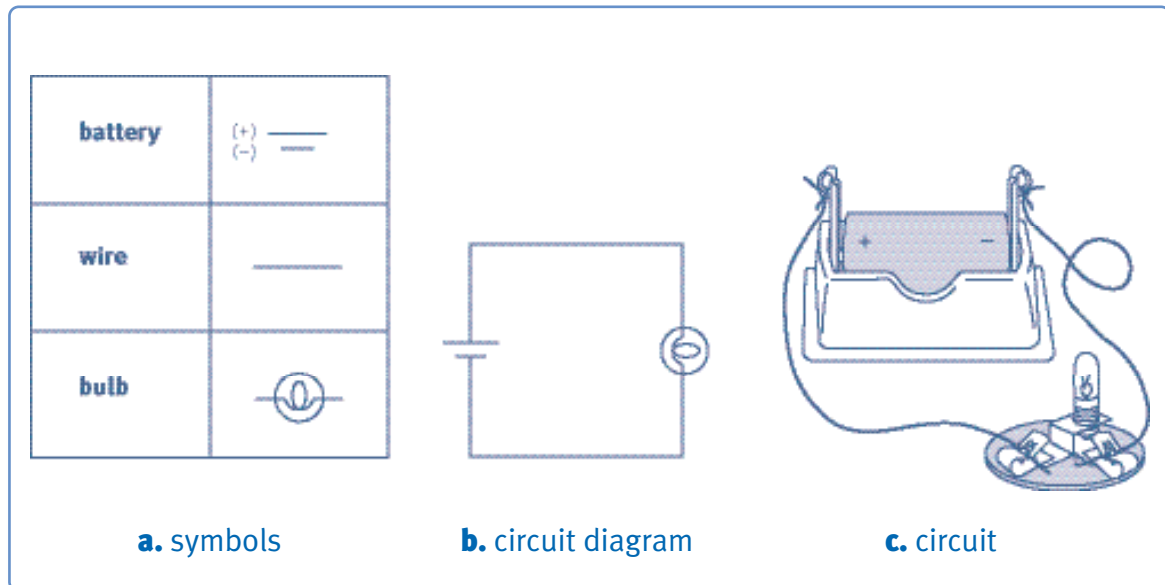 battery
(+)
(−)
wire
bulb
+ −
a. symbols
b. circuit diagram
c. circuit